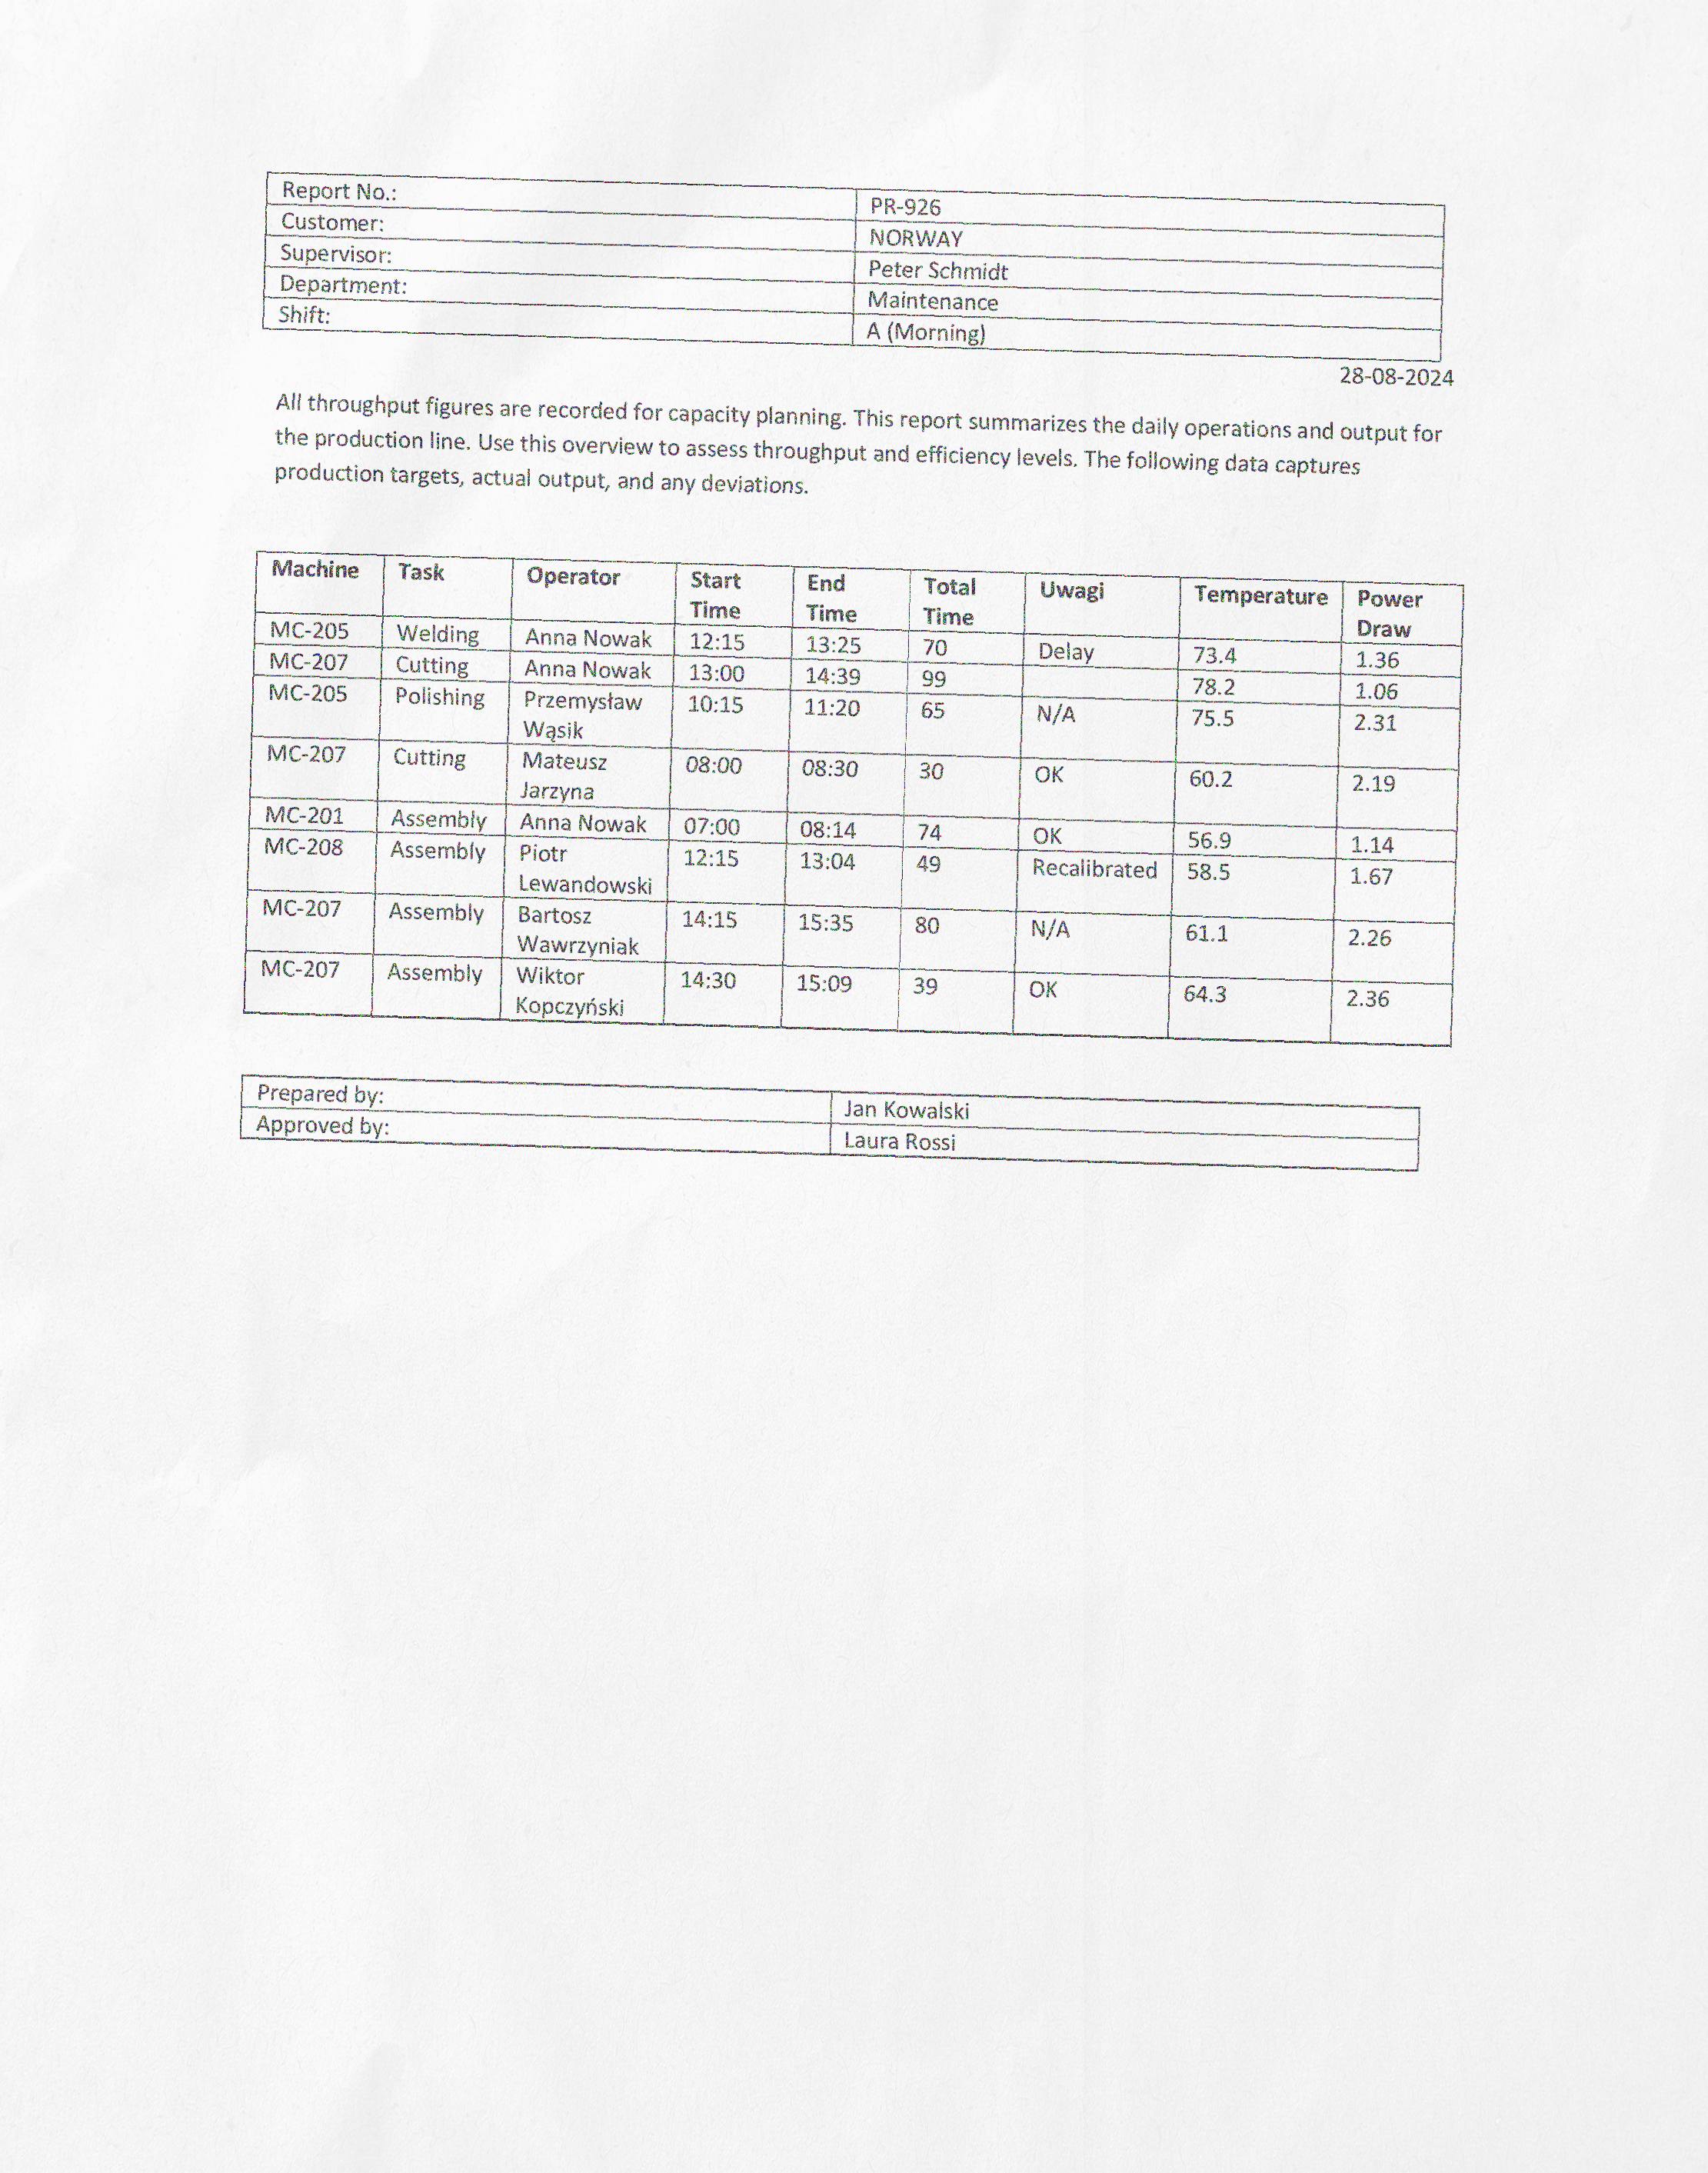 Report No.: PR-926
Customer: NORWAY
Supervisor: Peter Schmidt
Department: Maintenance
Shift: A (Morning)
28-08-2024
All throughput figures are recorded for capacity planning. This report summarizes the daily operations and output for
the production line. Use this overview to assess throughput and efficiency levels. The following data captures
production targets, actual output, and any deviations.
Machine Task Operator Start Time End Time Total Time Uwagi Temperature Power Draw
MC-205 Welding Anna Nowak 12:15 13:25 70 Delay 73.4 1.36
MC-207 Cutting Anna Nowak 13:00 14:39 99 78.2 1.06
MC-205 Polishing Przemysław Wąsik 10:15 11:20 65 N/A 75.5 2.31
MC-207 Cutting Mateusz Jarzyna 08:00 08:30 30 OK 60.2 2.19
MC-201 Assembly Anna Nowak 07:00 08:14 74 OK 56.9 1.14
MC-208 Assembly Piotr Lewandowski 12:15 13:04 49 Recalibrated 58.5 1.67
MC-207 Assembly Bartosz Wawrzyniak 14:15 15:35 80 N/A 61.1 2.26
MC-207 Assembly Wiktor Kopczyński 14:30 15:09 39 OK 64.3 2.36
Prepared by: Jan Kowalski
Approved by: Laura Rossi